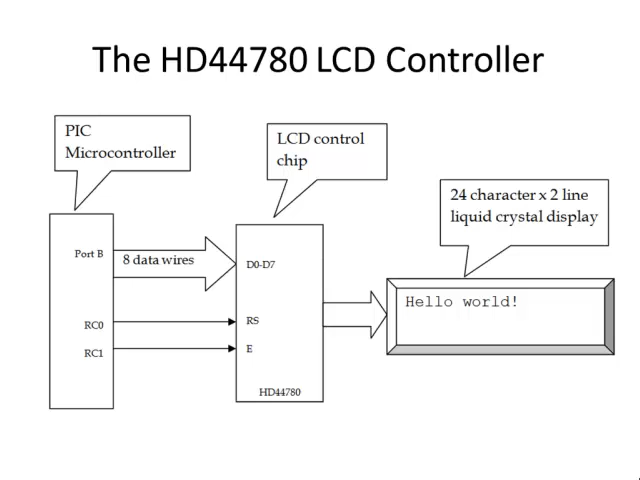 The HD44780 LCD Controller
PIC
Microcontroller
LCD control
chip
24 character x 2 line
liquid crystal display
Port B
8 data wires
D0-D7
Hello world!
RC0
RS
RC1
E
HD44780